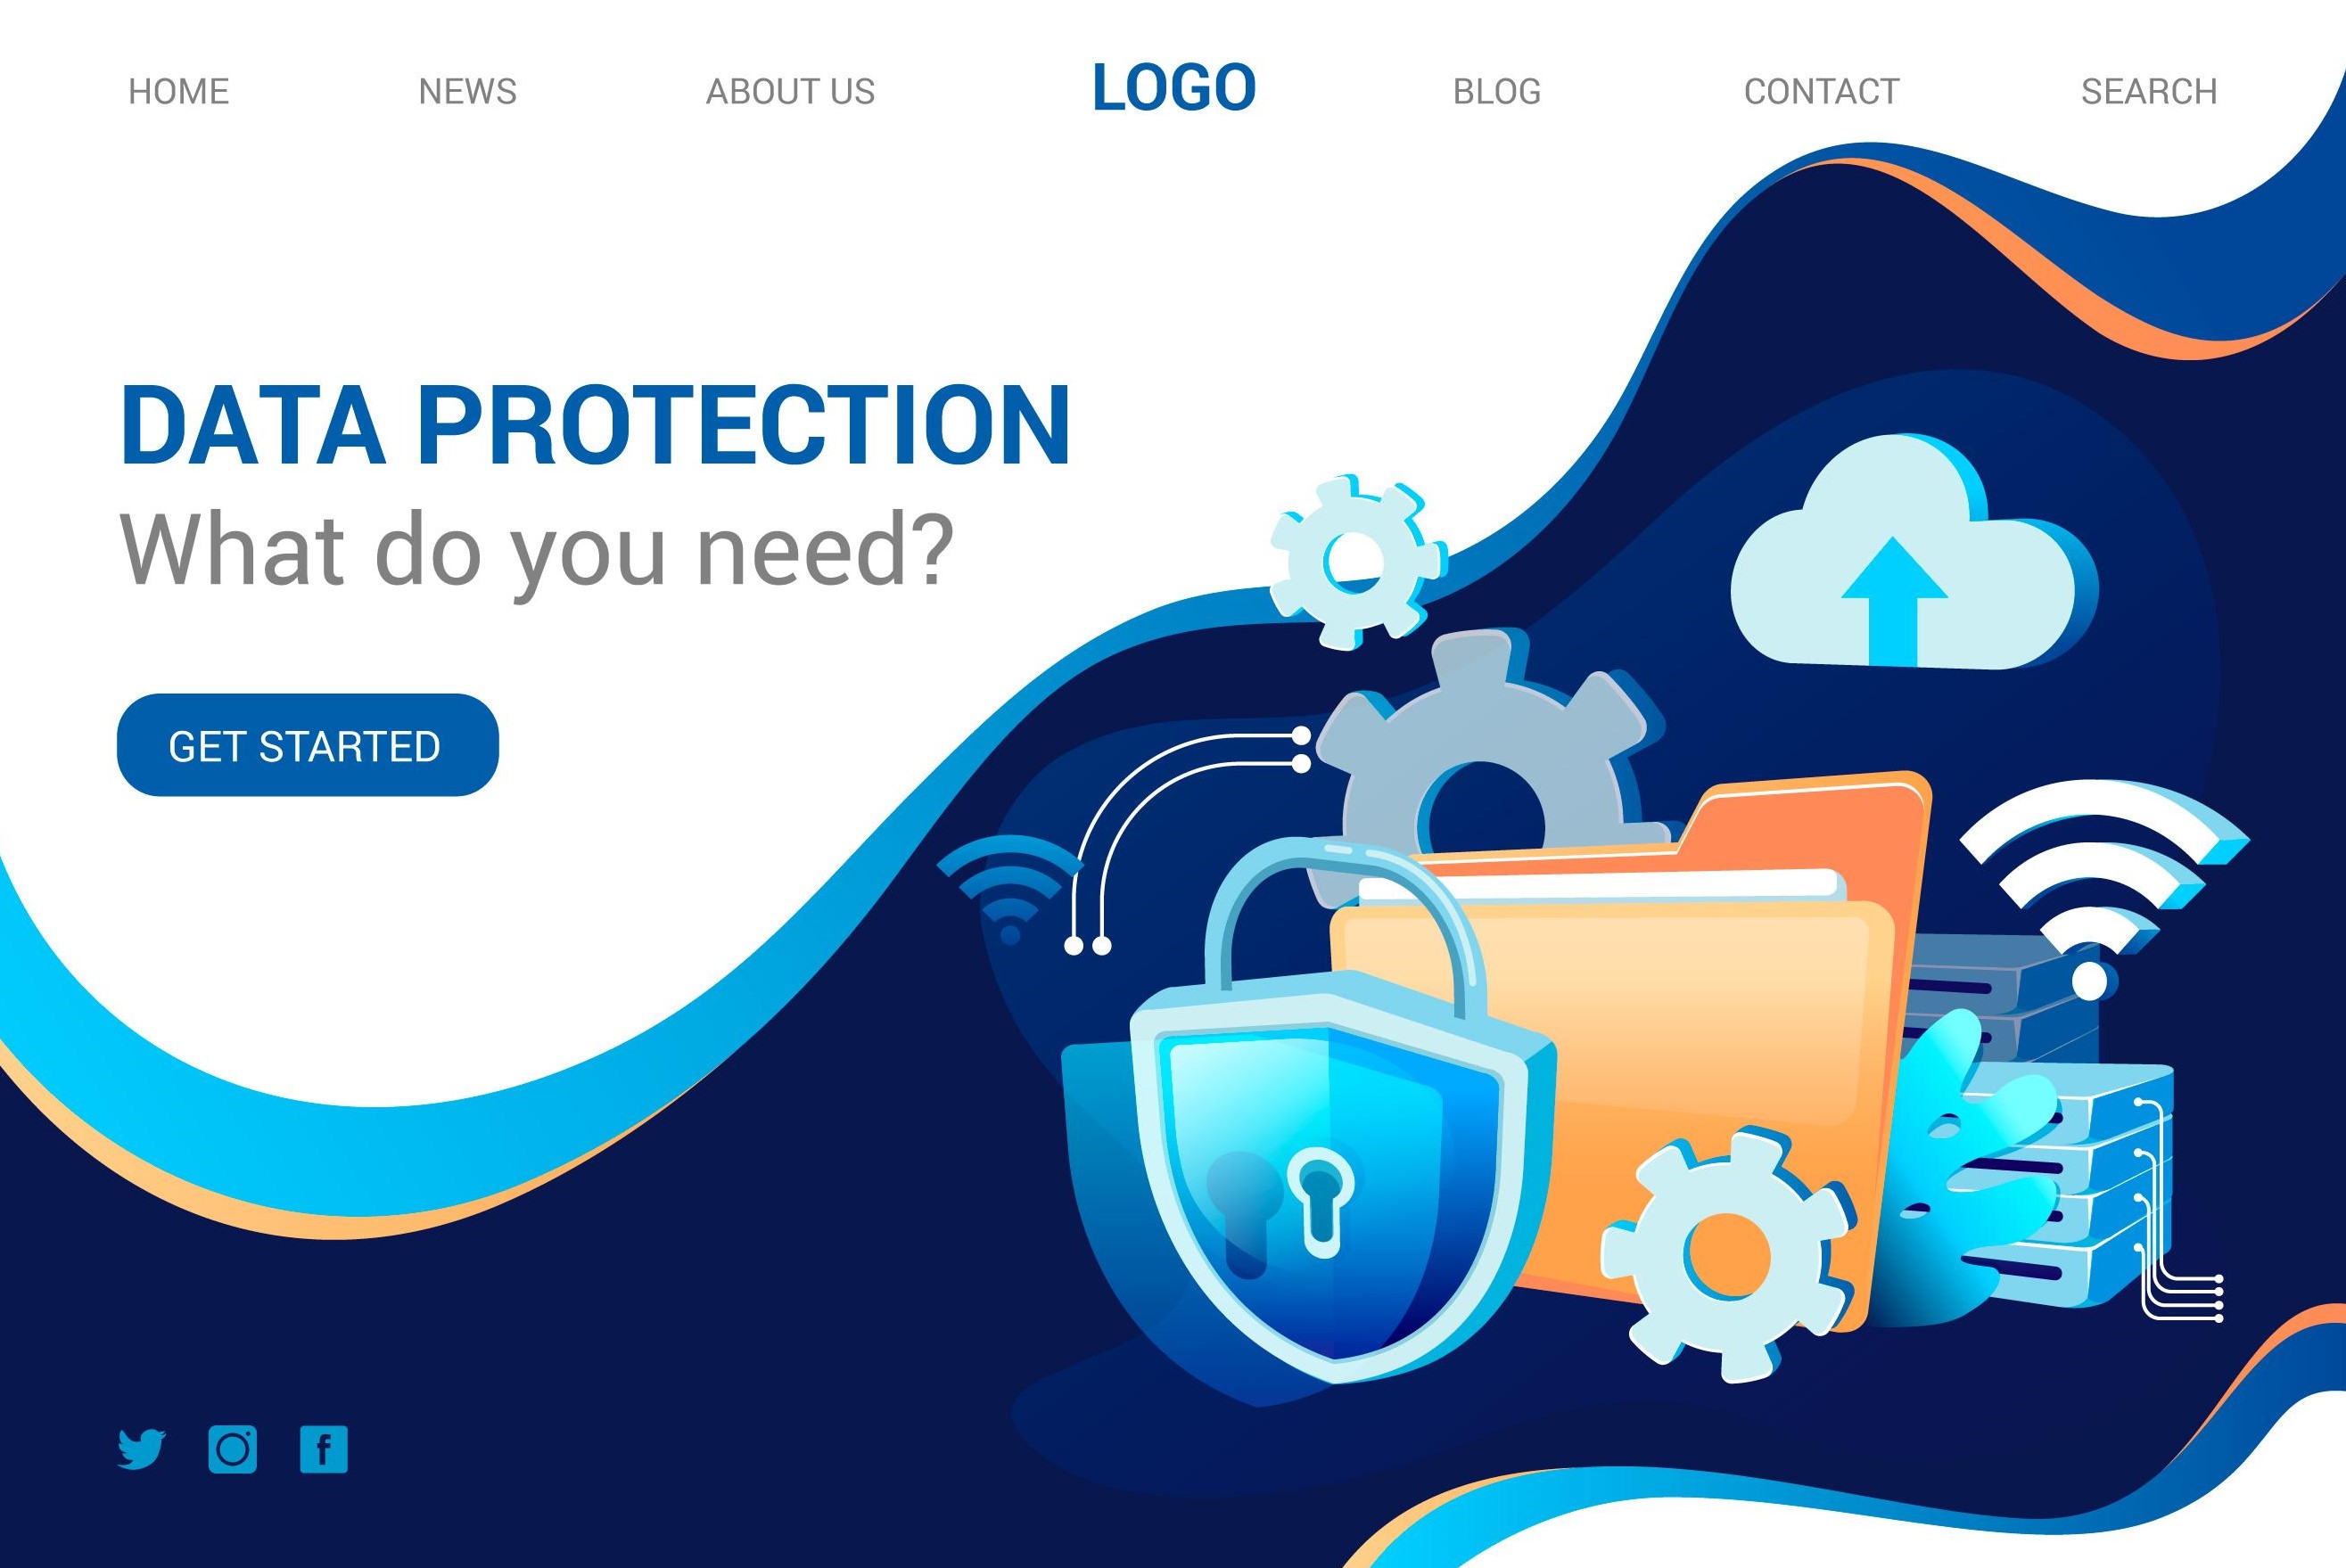 HOME NEWS ABOUT US LOGO BLOG CONTACT SEARCH
DATA PROTECTION
What do you need?
GET STARTED